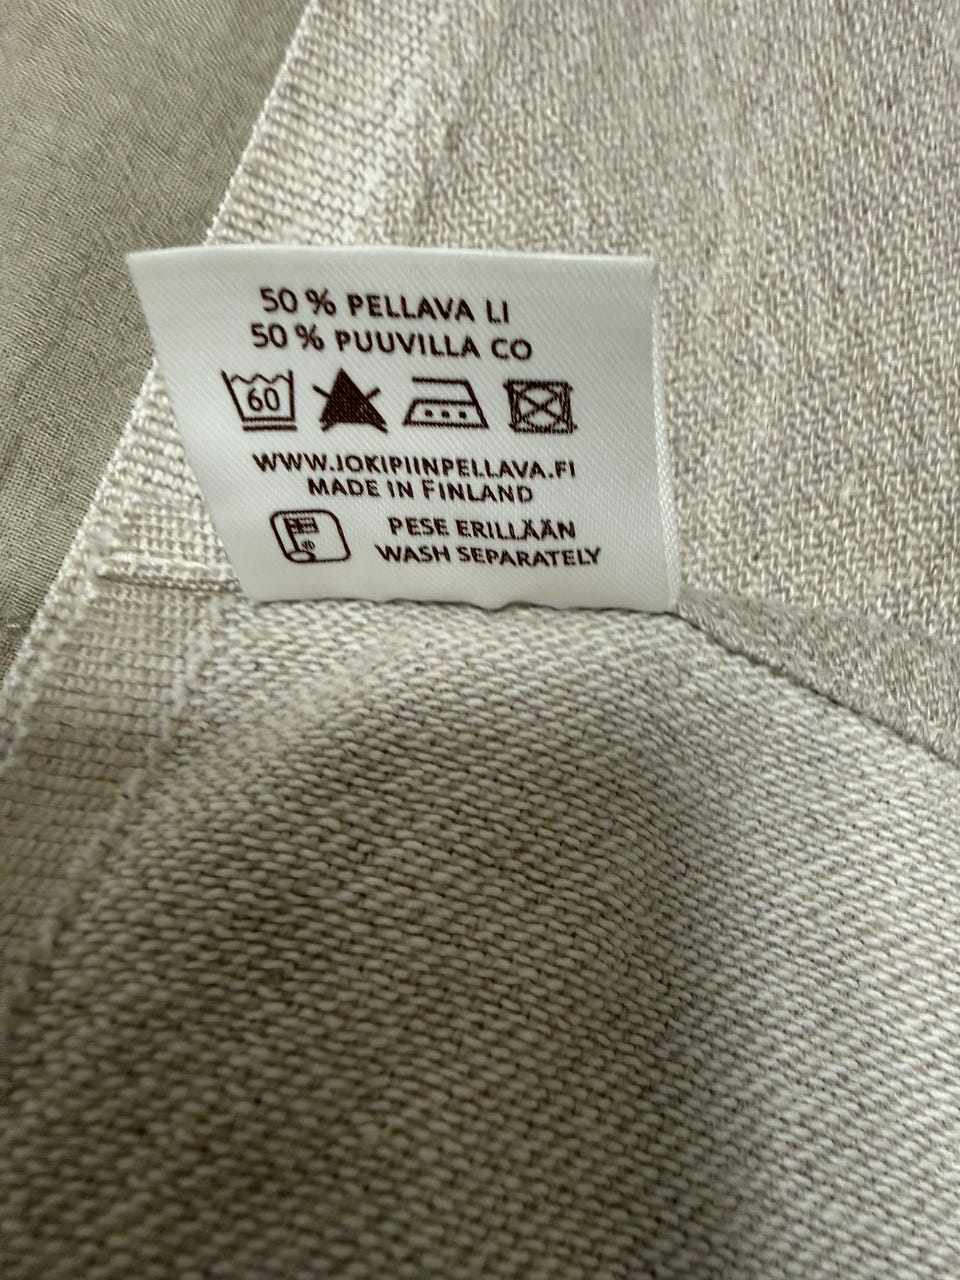 50 % PELLAVA LI
50 % PUUVILLA CO
60
WWW.JOKIPIINPELLAVA.FI
MADE IN FINLAND
PESE ERILLÄÄN
WASH SEPARATELY